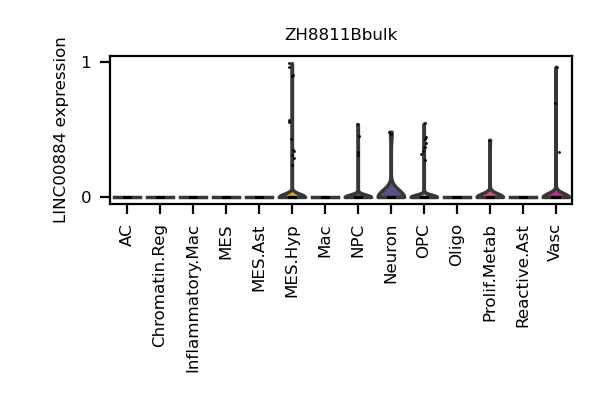 ZH8811Bbulk
LINC00884 expression
1
0
AC
Chromatin.Reg
Inflammatory.Mac
MES
MES.Ast
MES.Hyp
Mac
NPC
Neuron
OPC
Oligo
Prolif.Metab
Reactive.Ast
Vasc